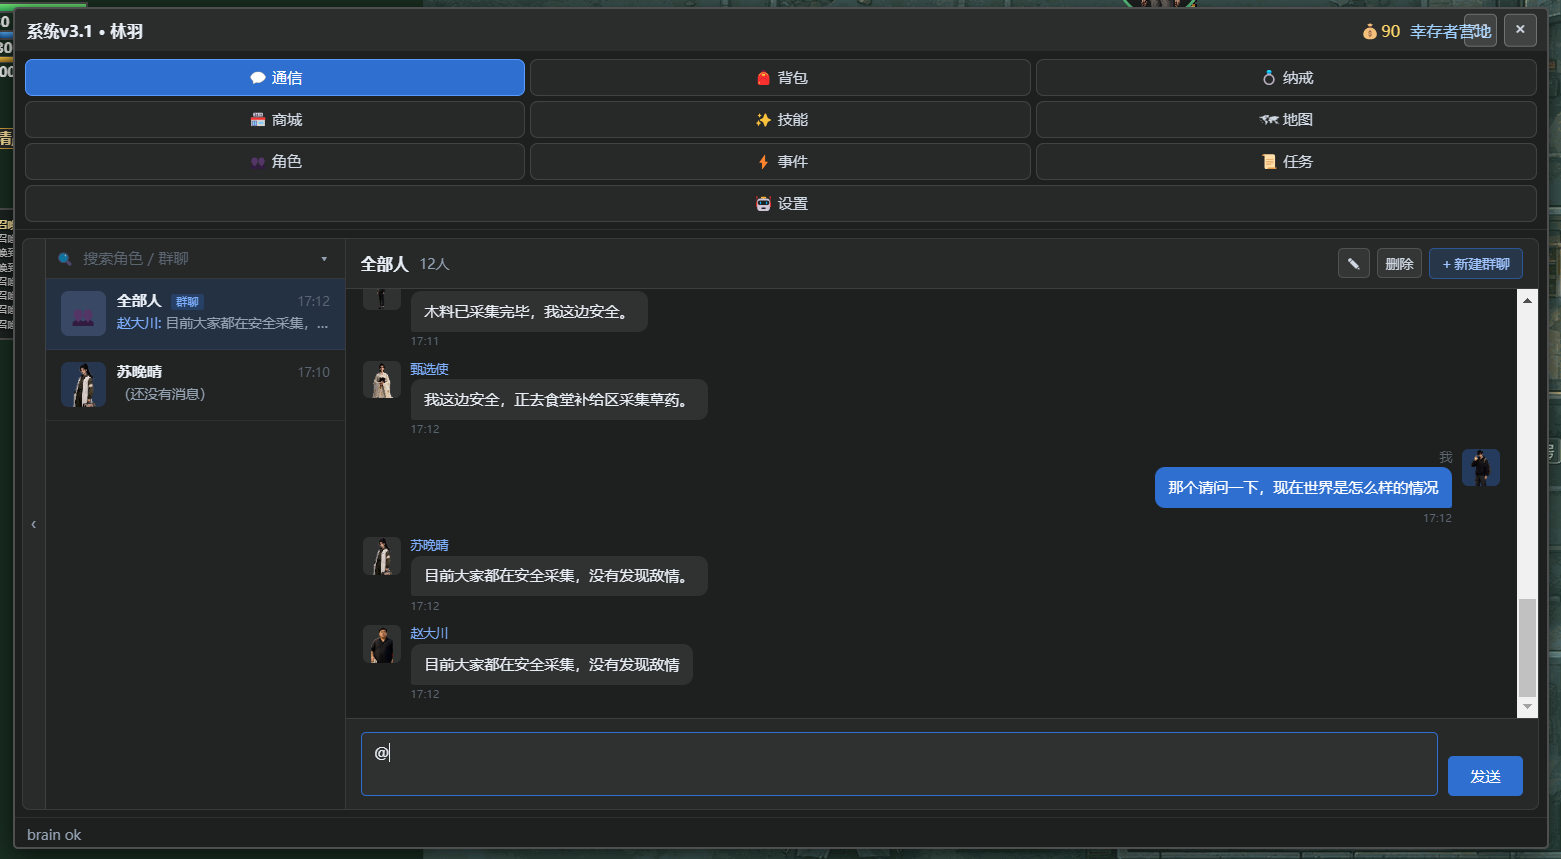 系统v3.1 • 林羽
90 幸存者营地
×
通信
背包
纳戒
商城
技能
地图
角色
事件
任务
设置
搜索角色 / 群聊
全部人 群聊 17:12
赵大川: 目前大家都在安全采集，...
苏晚晴 17:10
（还没有消息）
全部人 12人
删除
+ 新建群聊
木料已采集完毕，我这边安全。
17:11
甄选使
我这边安全，正去食堂补给区采集草药。
17:12
我
那个请问一下，现在世界是怎么样的情况
17:12
苏晚晴
目前大家都在安全采集，没有发现敌情。
17:12
赵大川
目前大家都在安全采集，没有发现敌情
17:12
@
发送
brain ok